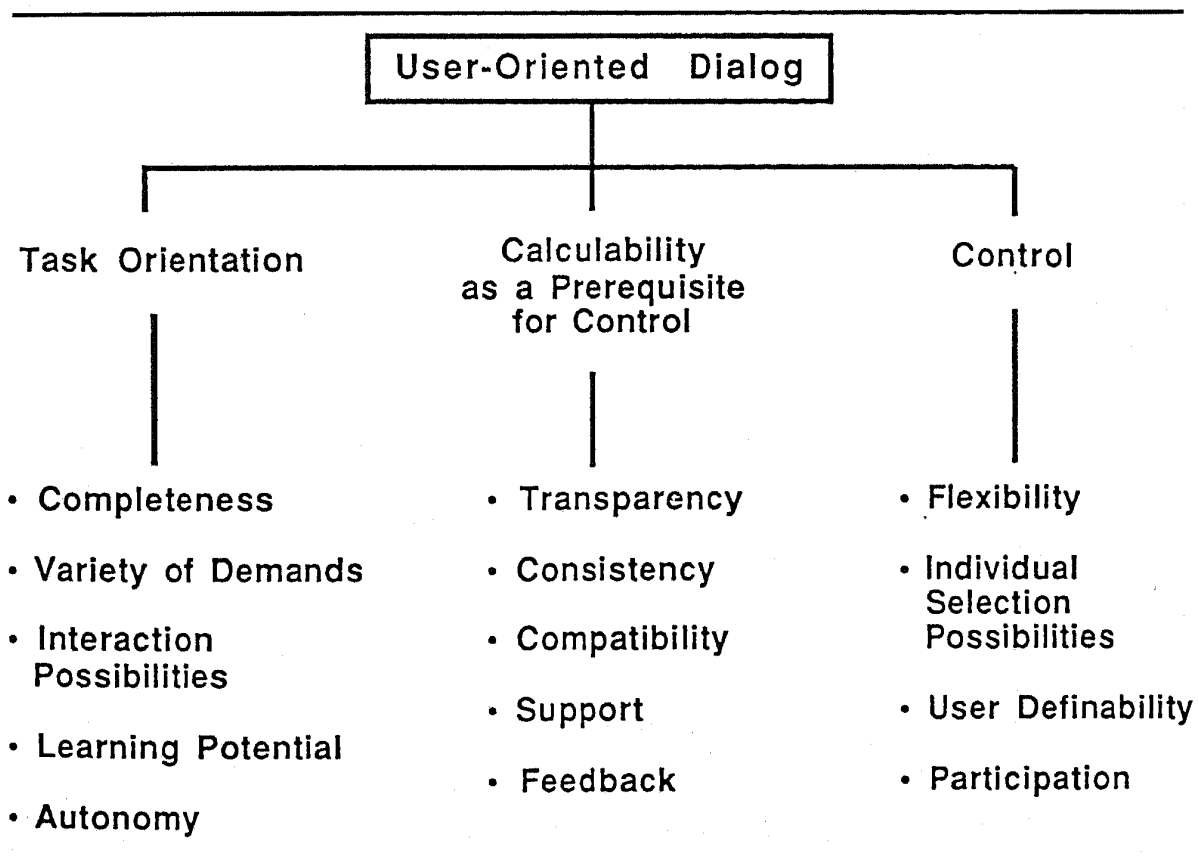 User-Oriented Dialog
Task Orientation
Calculability
as a Prerequisite
for Control
Control
• Completeness
• Variety of Demands
• Interaction
Possibilities
• Learning Potential
• Autonomy
• Transparency
• Consistency
• Compatibility
• Support
• Feedback
• Flexibility
• Individual
Selection
Possibilities
• User Definability
• Participation